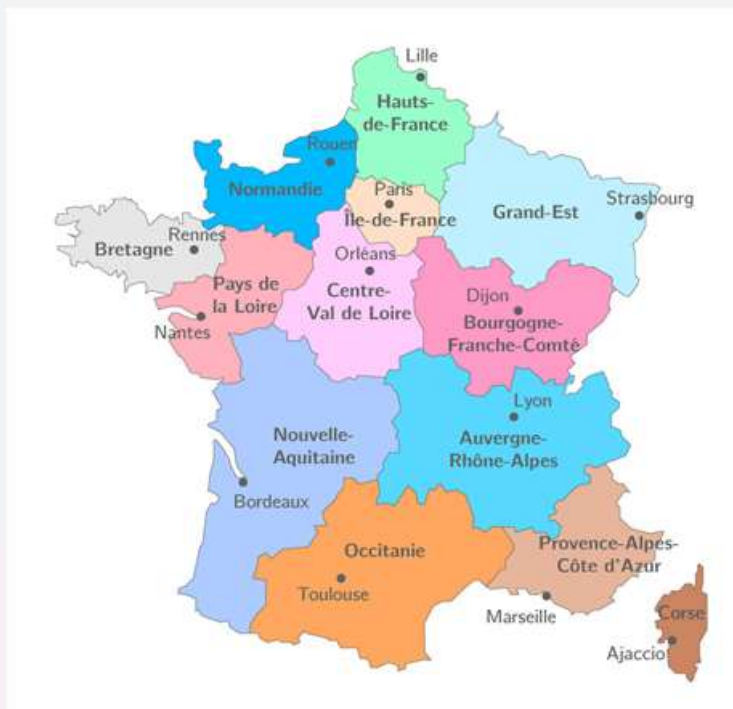 Lille
Hauts-
de-France
Rouen
Normandie
Paris
Île-de-France
Grand-Est
Strasbourg
Rennes
Bretagne
Orléans
Centre-
Val de Loire
Pays de
la Loire
Nantes
Dijon
Bourgogne-
Franche-Comté
Lyon
Auvergne-
Rhône-Alpes
Nouvelle-
Aquitaine
Bordeaux
Occitanie
Toulouse
Provence-Alpes-
Côte d'Azur
Marseille
Corse
Ajaccio